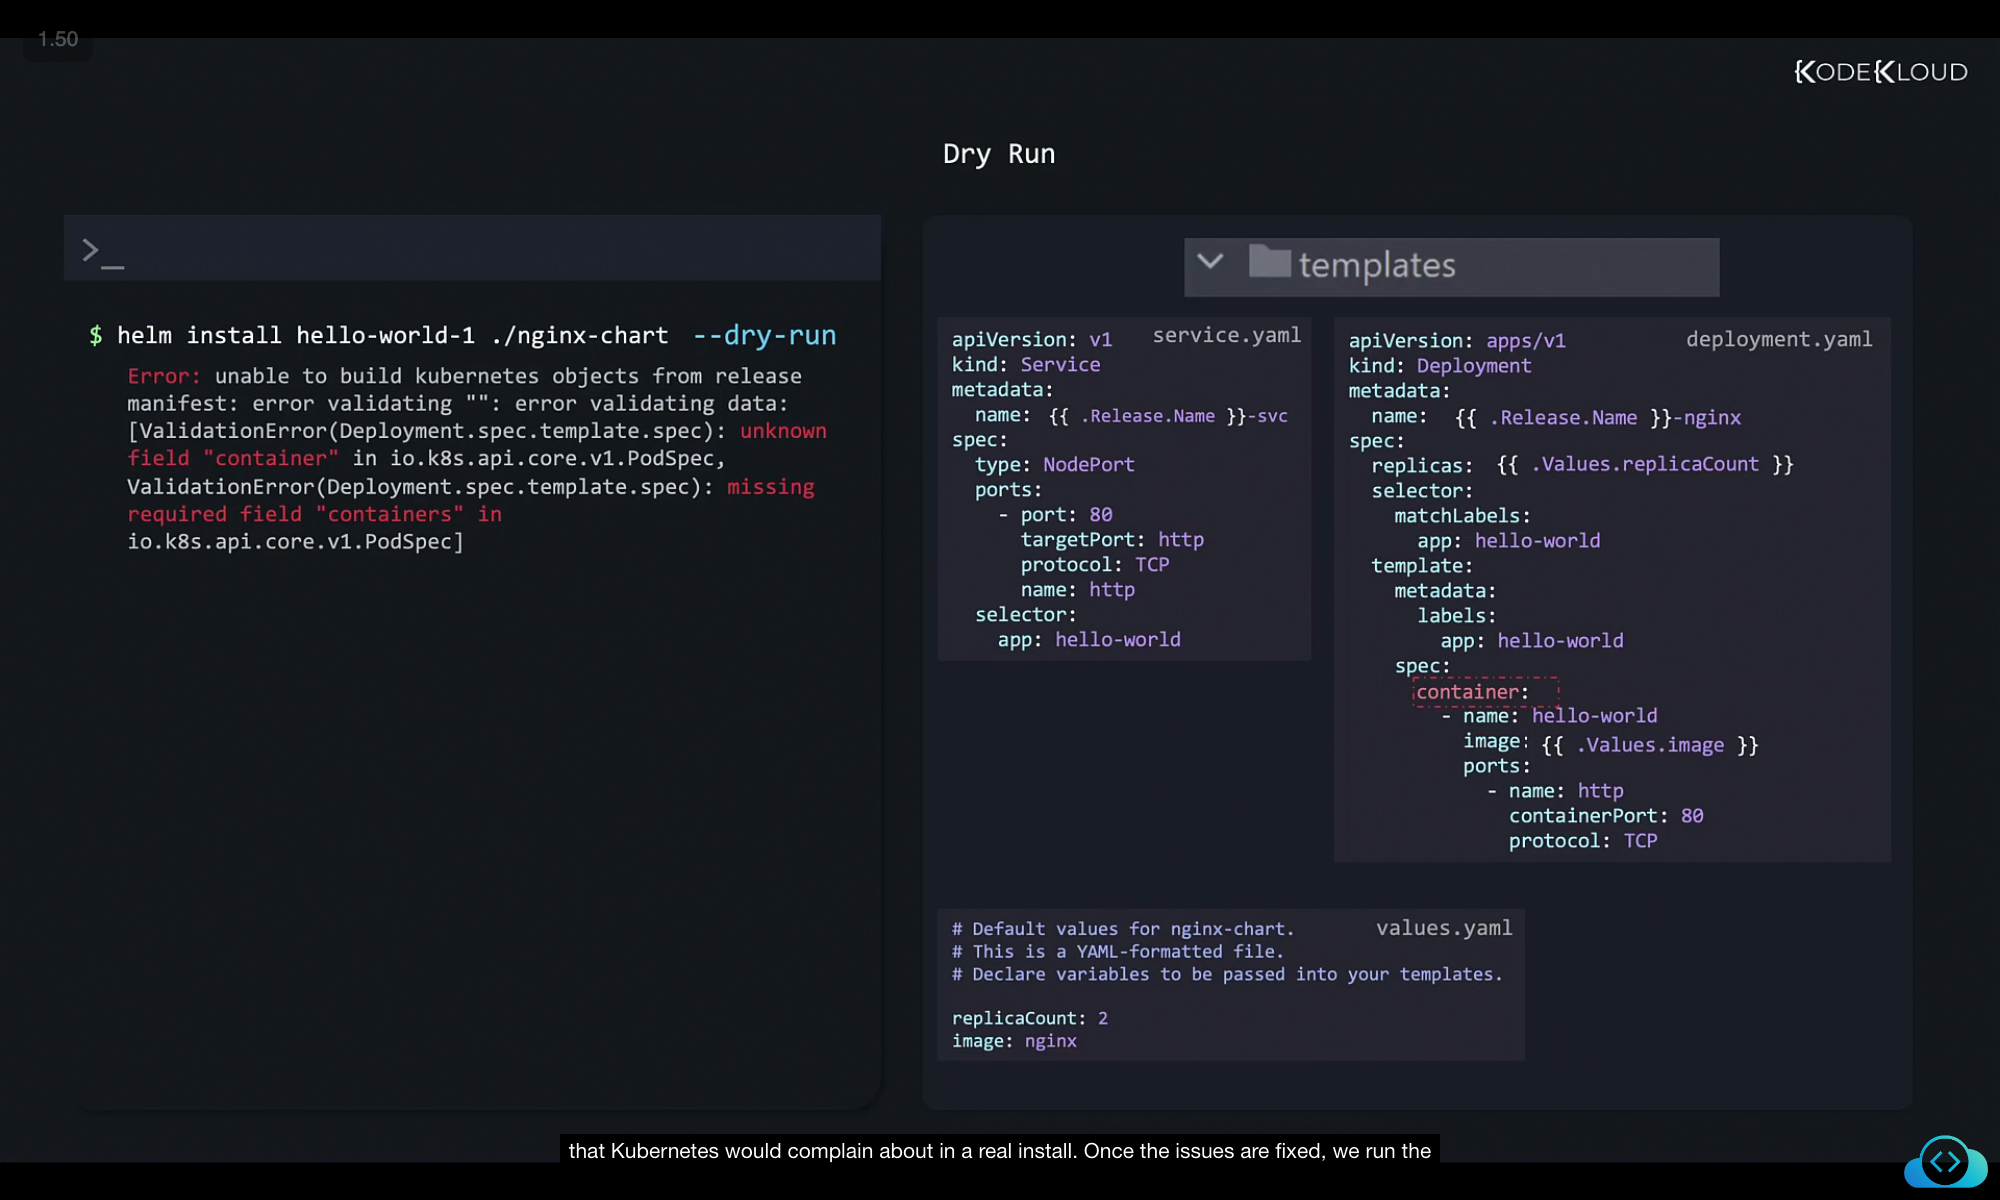 1.50
KODEKLOUD
Dry Run
>_
$ helm install hello-world-1 ./nginx-chart --dry-run
Error: unable to build kubernetes objects from release
manifest: error validating "": error validating data:
[ValidationError(Deployment.spec.template.spec): unknown
field "container" in io.k8s.api.core.v1.PodSpec,
ValidationError(Deployment.spec.template.spec): missing
required field "containers" in
io.k8s.api.core.v1.PodSpec]
templates
service.yaml
apiVersion: v1
kind: Service
metadata:
name: {{ .Release.Name }}-svc
spec:
type: NodePort
ports:
- port: 80
targetPort: http
protocol: TCP
name: http
selector:
app: hello-world
deployment.yaml
apiVersion: apps/v1
kind: Deployment
metadata:
name: {{ .Release.Name }}-nginx
spec:
replicas: {{ .Values.replicaCount }}
selector:
matchLabels:
app: hello-world
template:
metadata:
labels:
app: hello-world
spec:
container:
- name: hello-world
image: {{ .Values.image }}
ports:
- name: http
containerPort: 80
protocol: TCP
values.yaml
# Default values for nginx-chart.
# This is a YAML-formatted file.
# Declare variables to be passed into your templates.
replicaCount: 2
image: nginx
that Kubernetes would complain about in a real install. Once the issues are fixed, we run the